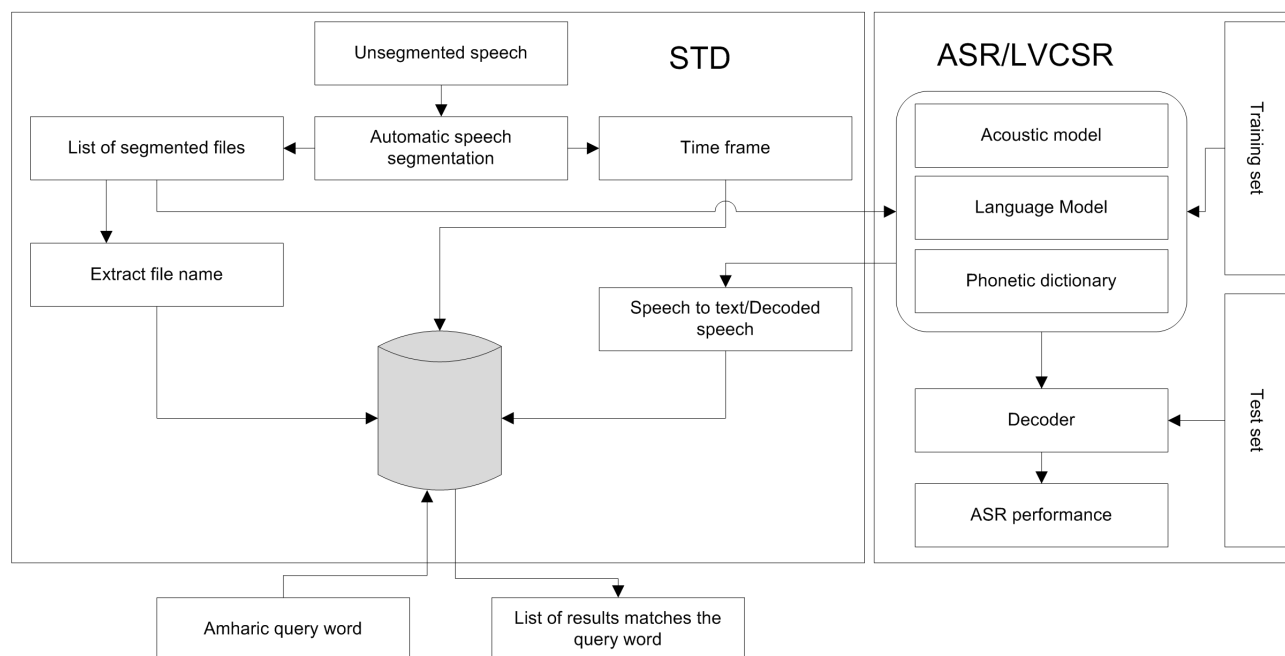 Unsegmented speech
STD
List of segmented files
Automatic speech
segmentation
Time frame
Extract file name
Speech to text/Decoded
speech
Amharic query word
List of results matches the
query word
ASR/LVCSR
Acoustic model
Language Model
Phonetic dictionary
Training set
Decoder
Test set
ASR performance